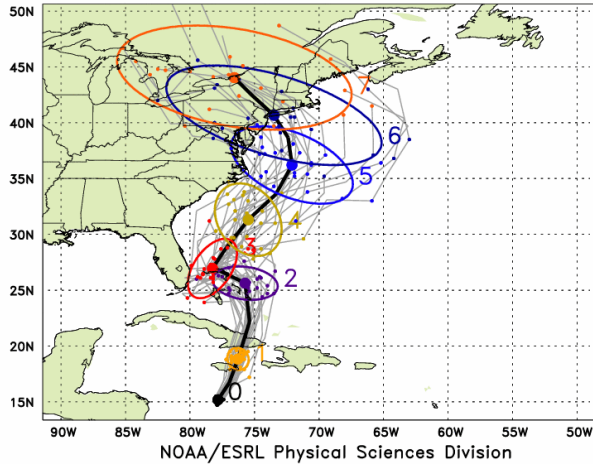 50N
45N
7
40N
6
35N
5
4
30N
3
2
25N
20N
1
0
15N
90W 85W 80W 75W 70W 65W 60W 55W 50W
NOAA/ESRL Physical Sciences Division